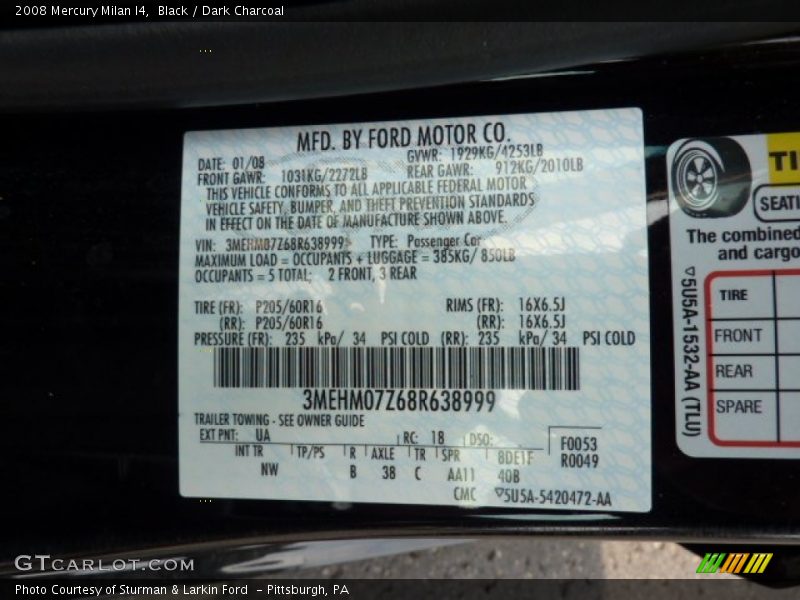 2008 Mercury Milan I4,  Black / Dark Charcoal
MFD. BY FORD MOTOR CO.
DATE: 01/08 GVWR: 1929KG/4253LB
FRONT GAWR: 1031KG/2272LB REAR GAWR: 912KG/2010LB
THIS VEHICLE CONFORMS TO ALL APPLICABLE FEDERAL MOTOR
VEHICLE SAFETY, BUMPER, AND THEFT PREVENTION STANDARDS
IN EFFECT ON THE DATE OF MANUFACTURE SHOWN ABOVE.
VIN: 3MEHM07Z68R638999 TYPE: Passenger Car
MAXIMUM LOAD = OCCUPANTS + LUGGAGE = 385KG/ 850LB
OCCUPANTS = 5 TOTAL; 2 FRONT, 3 REAR
TIRE (FR): P205/60R16 RIMS (FR): 16X6.5J
(RR): P205/60R16 (RR): 16X6.5J
PRESSURE (FR): 235 kPa/ 34 PSI COLD (RR): 235 kPa/ 34 PSI COLD
3MEHM07Z68R638999
TRAILER TOWING - SEE OWNER GUIDE
EXT PNT: UA RC: 18 DSO: F0053
INT TR TP/PS R AXLE TR SPR 8DE1F R0049
NW B 38 C AA11 40B
CMC 5U5A-5420472-AA
TI
SEATI
The combined
and cargo
TIRE
FRONT
REAR
SPARE
5U5A-1532-AA (TLU)
GTCARLOT.COM
Photo Courtesy of Sturman & Larkin Ford  - Pittsburgh, PA